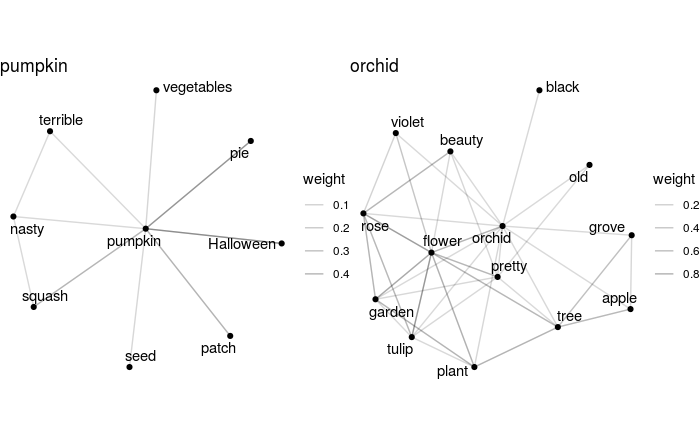 pumpkin
vegetables
terrible
pie
nasty
pumpkin
Halloween
squash
seed
patch
weight
0.1
0.2
0.3
0.4
orchid
black
violet
beauty
old
rose
flower
orchid
grove
pretty
garden
apple
tree
tulip
plant
weight
0.2
0.4
0.6
0.8